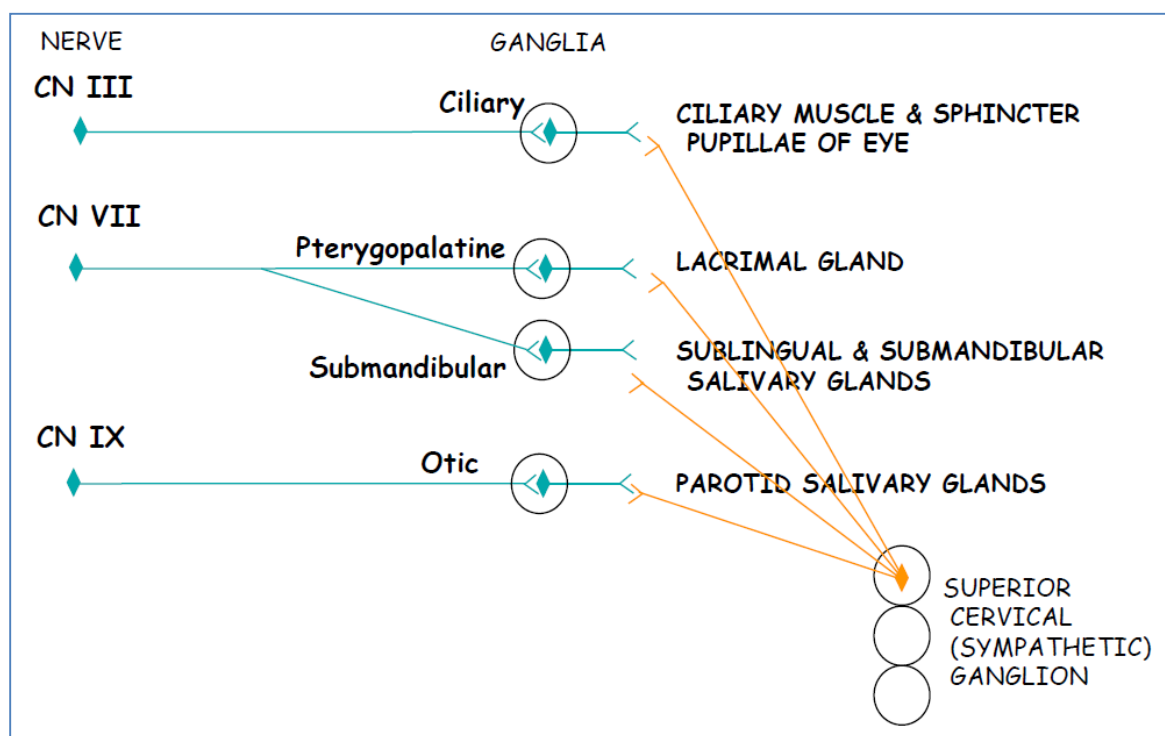 NERVE
GANGLIA
CN III
Ciliary
CILIARY MUSCLE & SPHINCTER
PUPILLAE OF EYE
CN VII
Pterygopalatine
LACRIMAL GLAND
Submandibular
SUBLINGUAL & SUBMANDIBULAR
SALIVARY GLANDS
CN IX
Otic
PAROTID SALIVARY GLANDS
SUPERIOR
CERVICAL
(SYMPATHETIC)
GANGLION